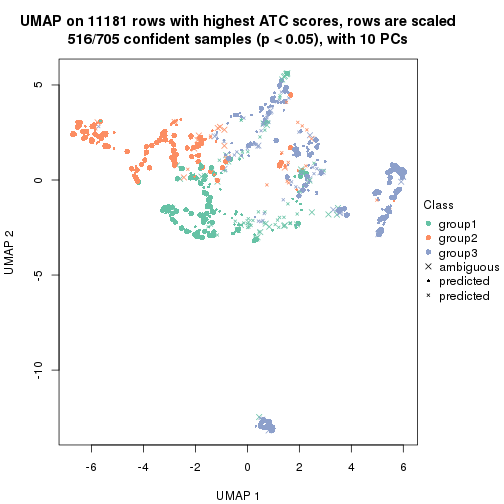 UMAP on 11181 rows with highest ATC scores, rows are scaled
516/705 confident samples (p < 0.05), with 10 PCs
5
0
-5
-10
UMAP 2
-6
-4
-2
0
2
4
6
UMAP 1
Class
group1
group2
group3
ambiguous
predicted
predicted